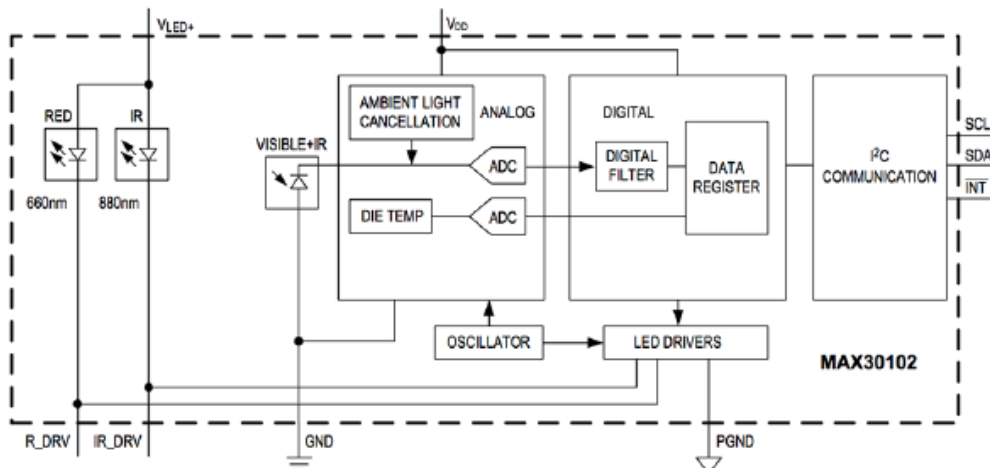 VLED+
VDD
RED
IR
660nm
880nm
VISIBLE+IR
AMBIENT LIGHT
CANCELLATION
ANALOG
ADC
DIE TEMP
ADC
DIGITAL
DIGITAL
FILTER
DATA
REGISTER
I²C
COMMUNICATION
SCL
SDA
INT
OSCILLATOR
LED DRIVERS
MAX30102
R_DRV
IR_DRV
GND
PGND